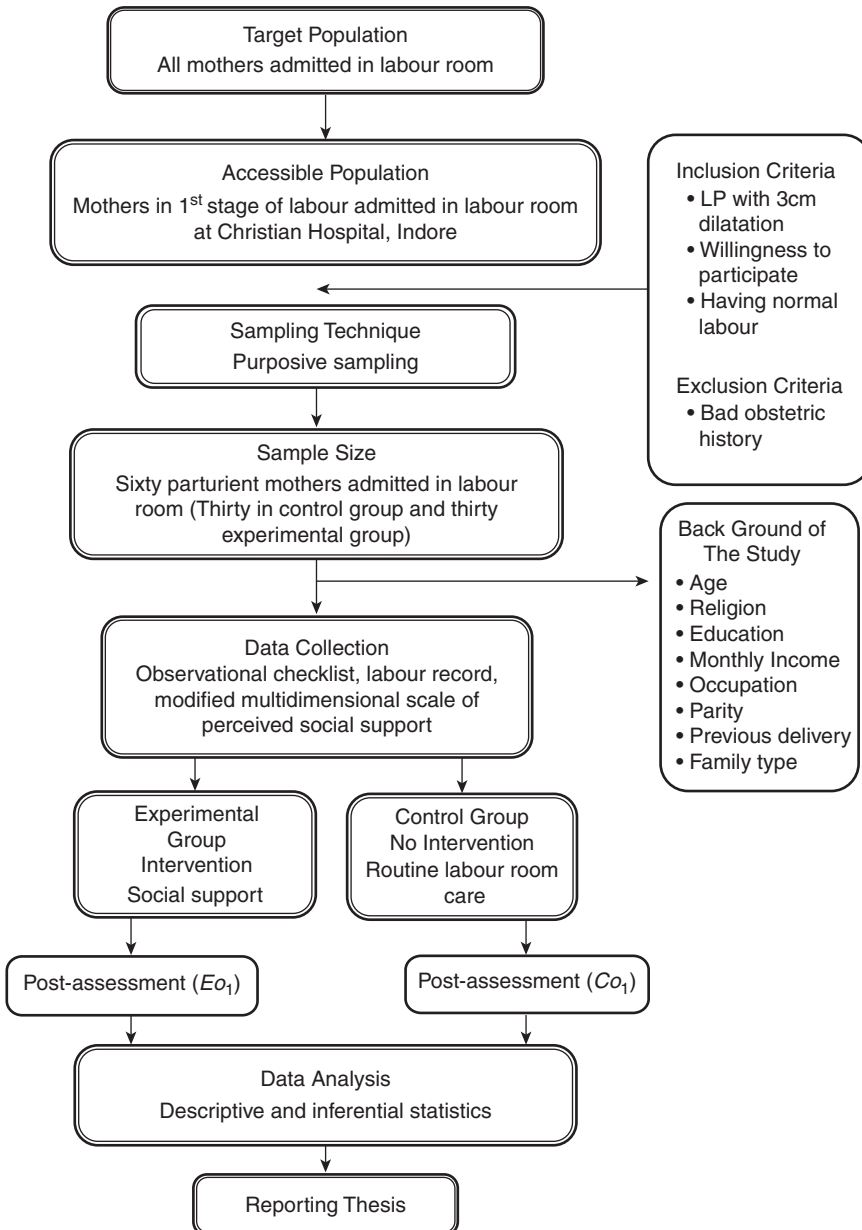 Target Population
All mothers admitted in labour room
Accessible Population
Mothers in 1st stage of labour admitted in labour room
at Christian Hospital, Indore
Inclusion Criteria
• LP with 3cm
dilatation
• Willingness to
participate
• Having normal
labour
Exclusion Criteria
• Bad obstetric
history
Sampling Technique
Purposive sampling
Sample Size
Sixty parturient mothers admitted in labour
room (Thirty in control group and thirty
experimental group)
Back Ground of
The Study
• Age
• Religion
• Education
• Monthly Income
• Occupation
• Parity
• Previous delivery
• Family type
Data Collection
Observational checklist, labour record,
modified multidimensional scale of
perceived social support
Experimental
Group
Intervention
Social support
Control Group
No Intervention
Routine labour room
care
Post-assessment (Eo1)
Post-assessment (Co1)
Data Analysis
Descriptive and inferential statistics
Reporting Thesis